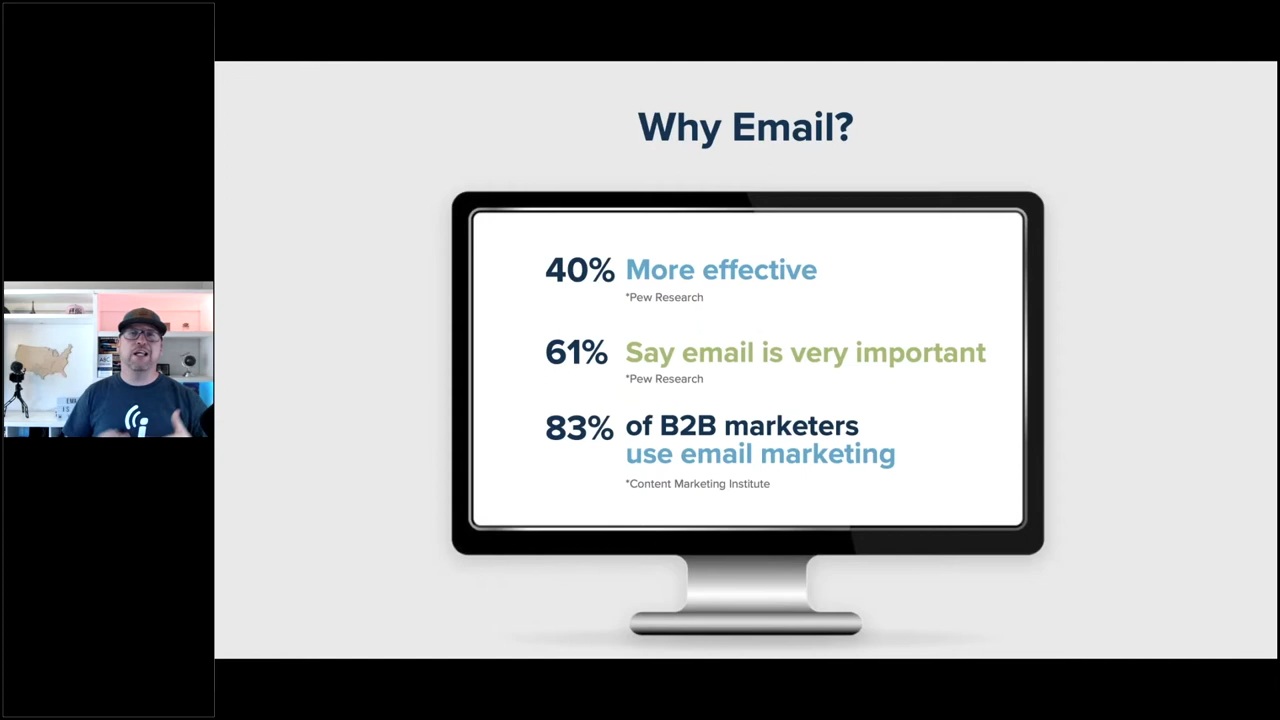 Why Email?
40% More effective
*Pew Research
61% Say email is very important
*Pew Research
83% of B2B marketers
use email marketing
*Content Marketing Institute